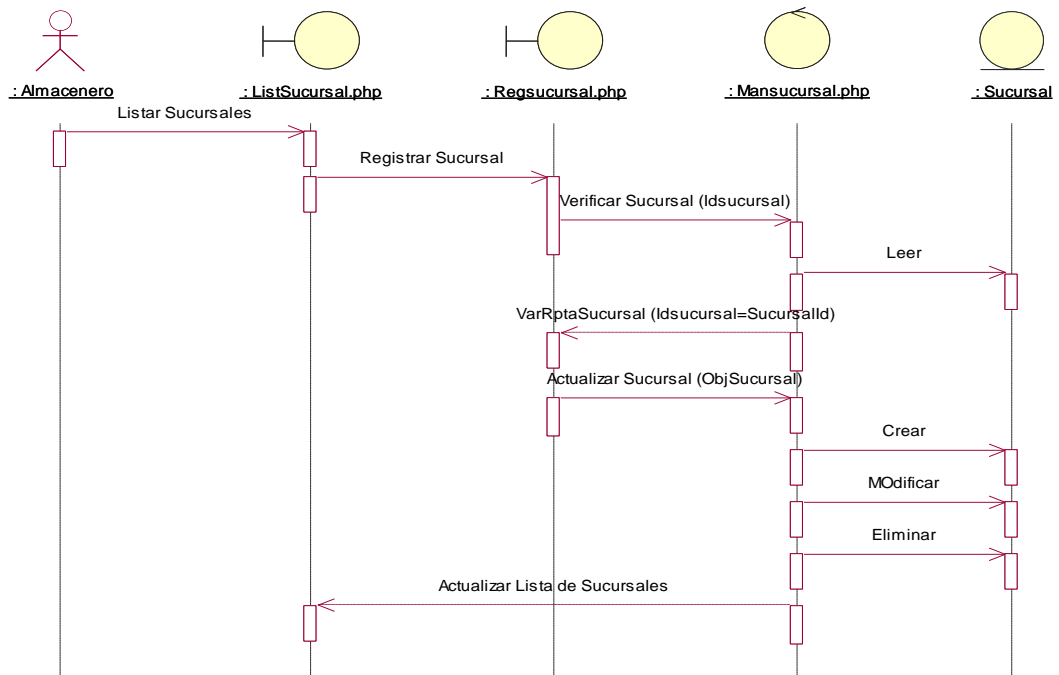 : Almacenero
: ListSucursal.php
: Regsucursal.php
: Mansucursal.php
: Sucursal
Listar Sucursales
Registrar Sucursal
Verificar Sucursal (Idsucursal)
Leer
VarRptaSucursal (Idsucursal=SucursalId)
Actualizar Sucursal (ObjSucursal)
Crear
MOdificar
Eliminar
Actualizar Lista de Sucursales